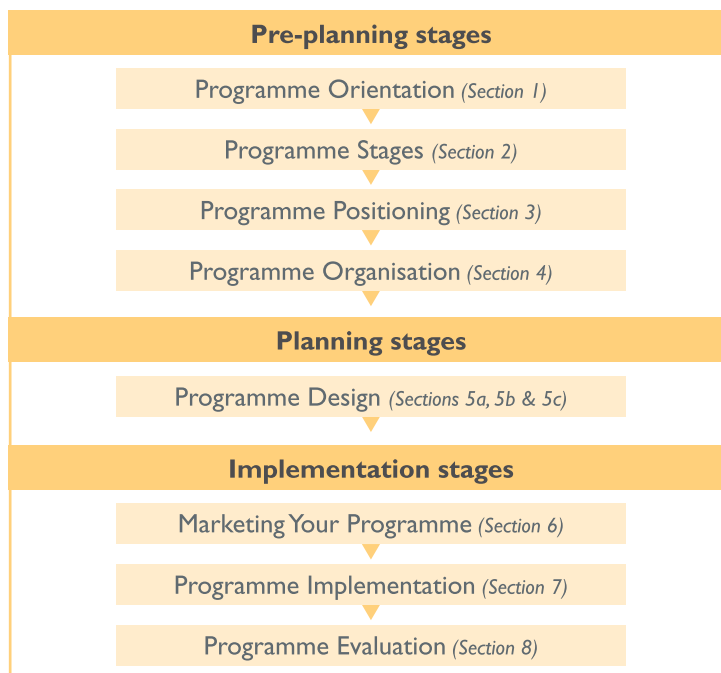 Pre-planning stages
Programme Orientation (Section 1)
Programme Stages (Section 2)
Programme Positioning (Section 3)
Programme Organisation (Section 4)
Planning stages
Programme Design (Sections 5a, 5b & 5c)
Implementation stages
Marketing Your Programme (Section 6)
Programme Implementation (Section 7)
Programme Evaluation (Section 8)